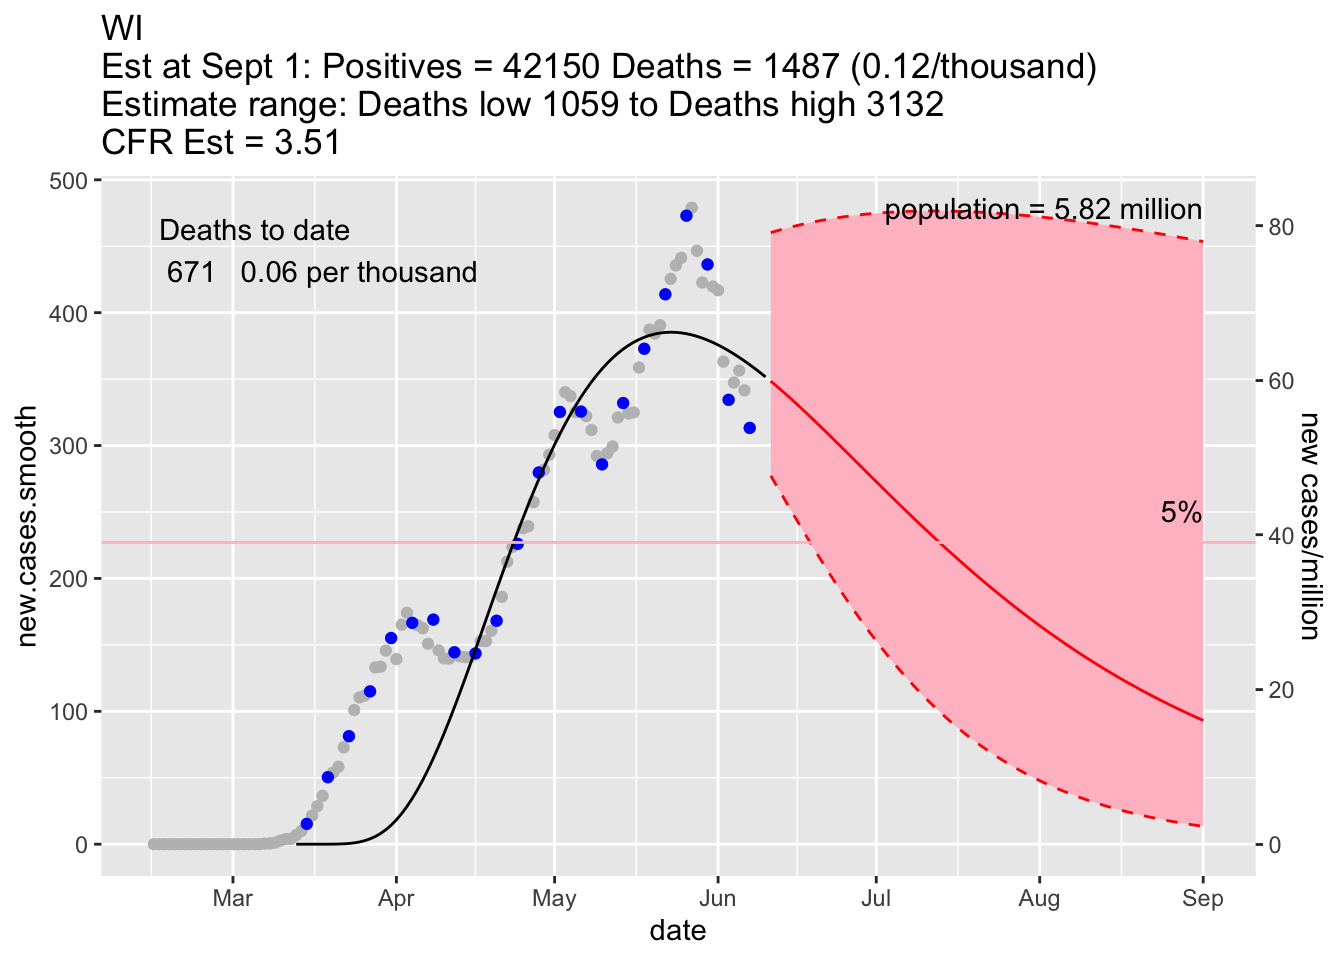 WI
Est at Sept 1: Positives = 42150 Deaths = 1487 (0.12/thousand)
Estimate range: Deaths low 1059 to Deaths high 3132
CFR Est = 3.51
500
400
300
200
100
0
new.cases.smooth
Deaths to date
671 0.06 per thousand
population = 5.82 million
5%
80
60
40
20
0
new cases/million
Mar Apr May Jun Jul Aug Sep
date